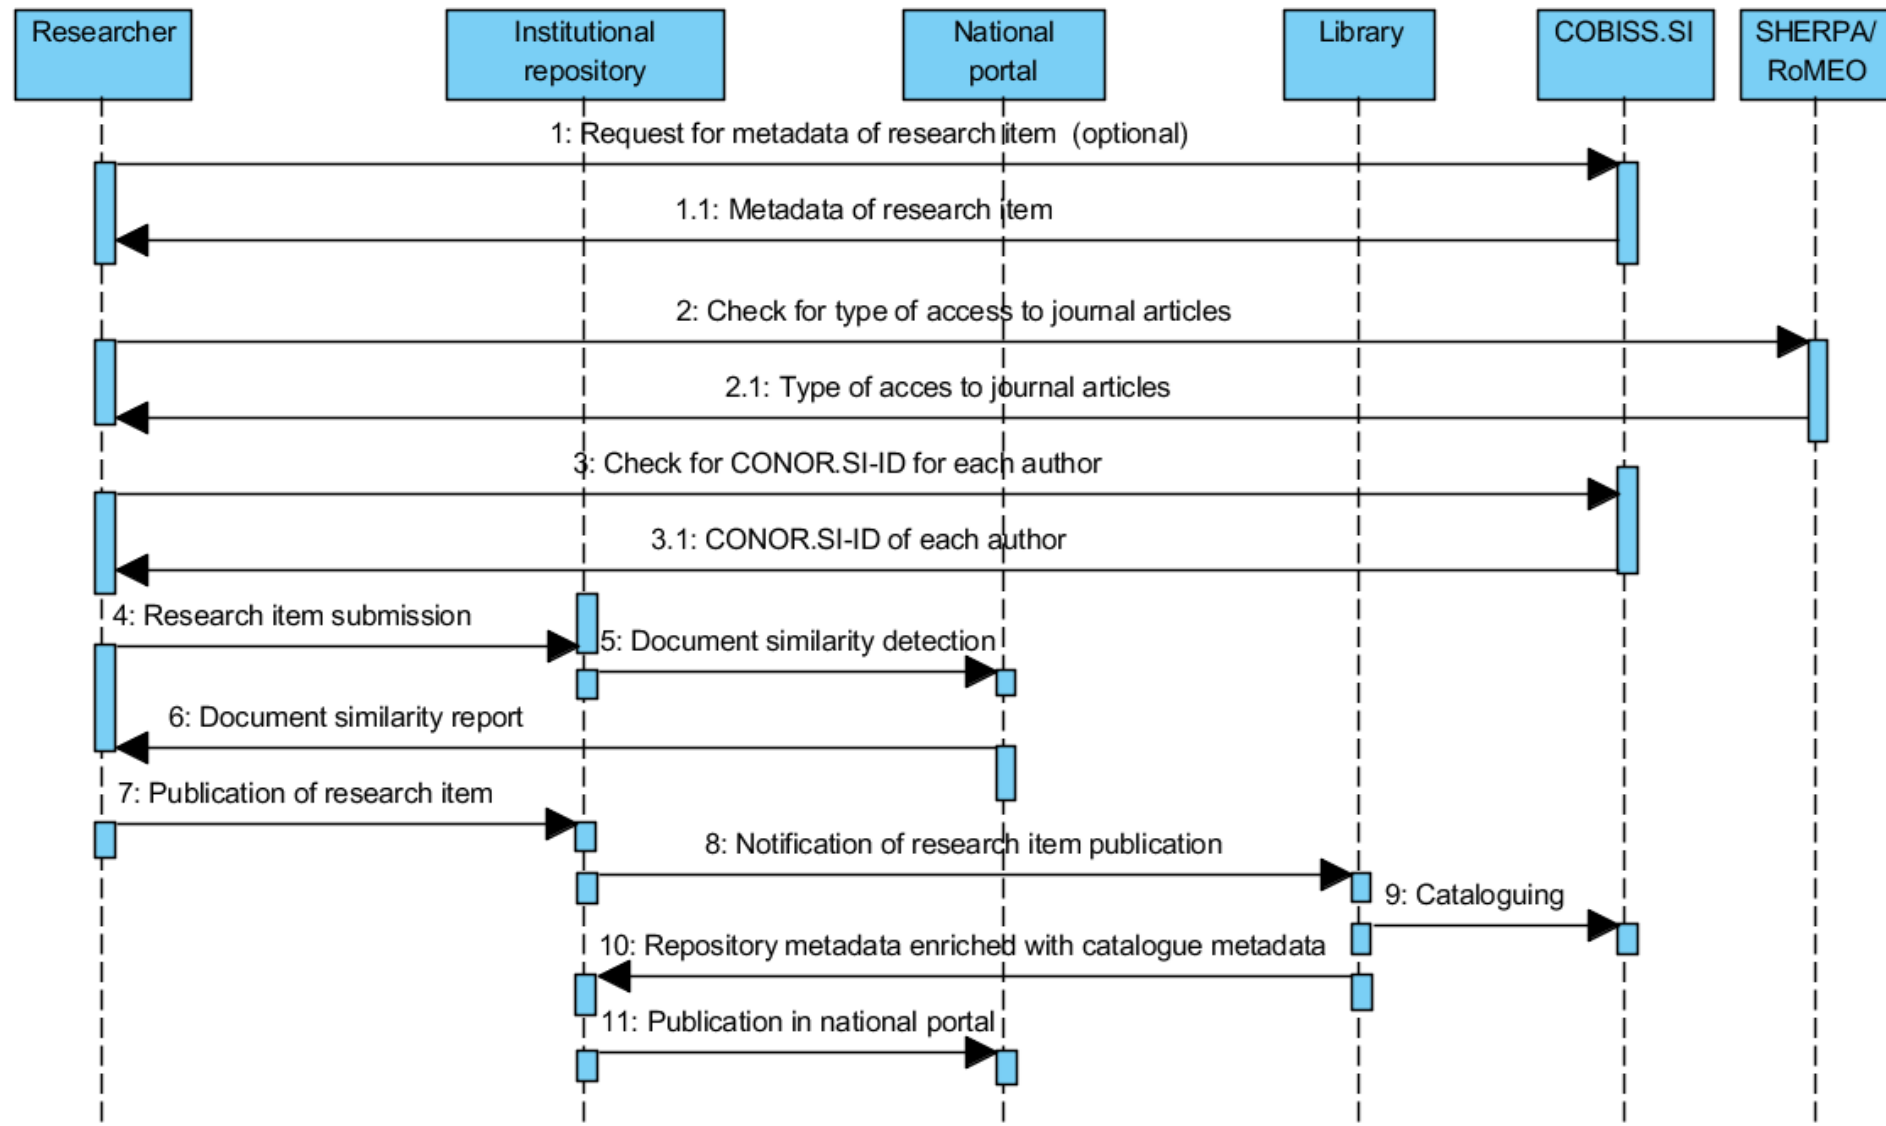 Researcher
Institutional
repository
National
portal
Library
COBISS.SI
SHERPA/
RoMEO
1: Request for metadata of research item (optional)
1.1: Metadata of research item
2: Check for type of access to journal articles
2.1: Type of acces to journal articles
3: Check for CONOR.SI-ID for each author
3.1: CONOR.SI-ID of each author
4: Research item submission
5: Document similarity detection
6: Document similarity report
7: Publication of research item
8: Notification of research item publication
9: Cataloguing
10: Repository metadata enriched with catalogue metadata
11: Publication in national portal